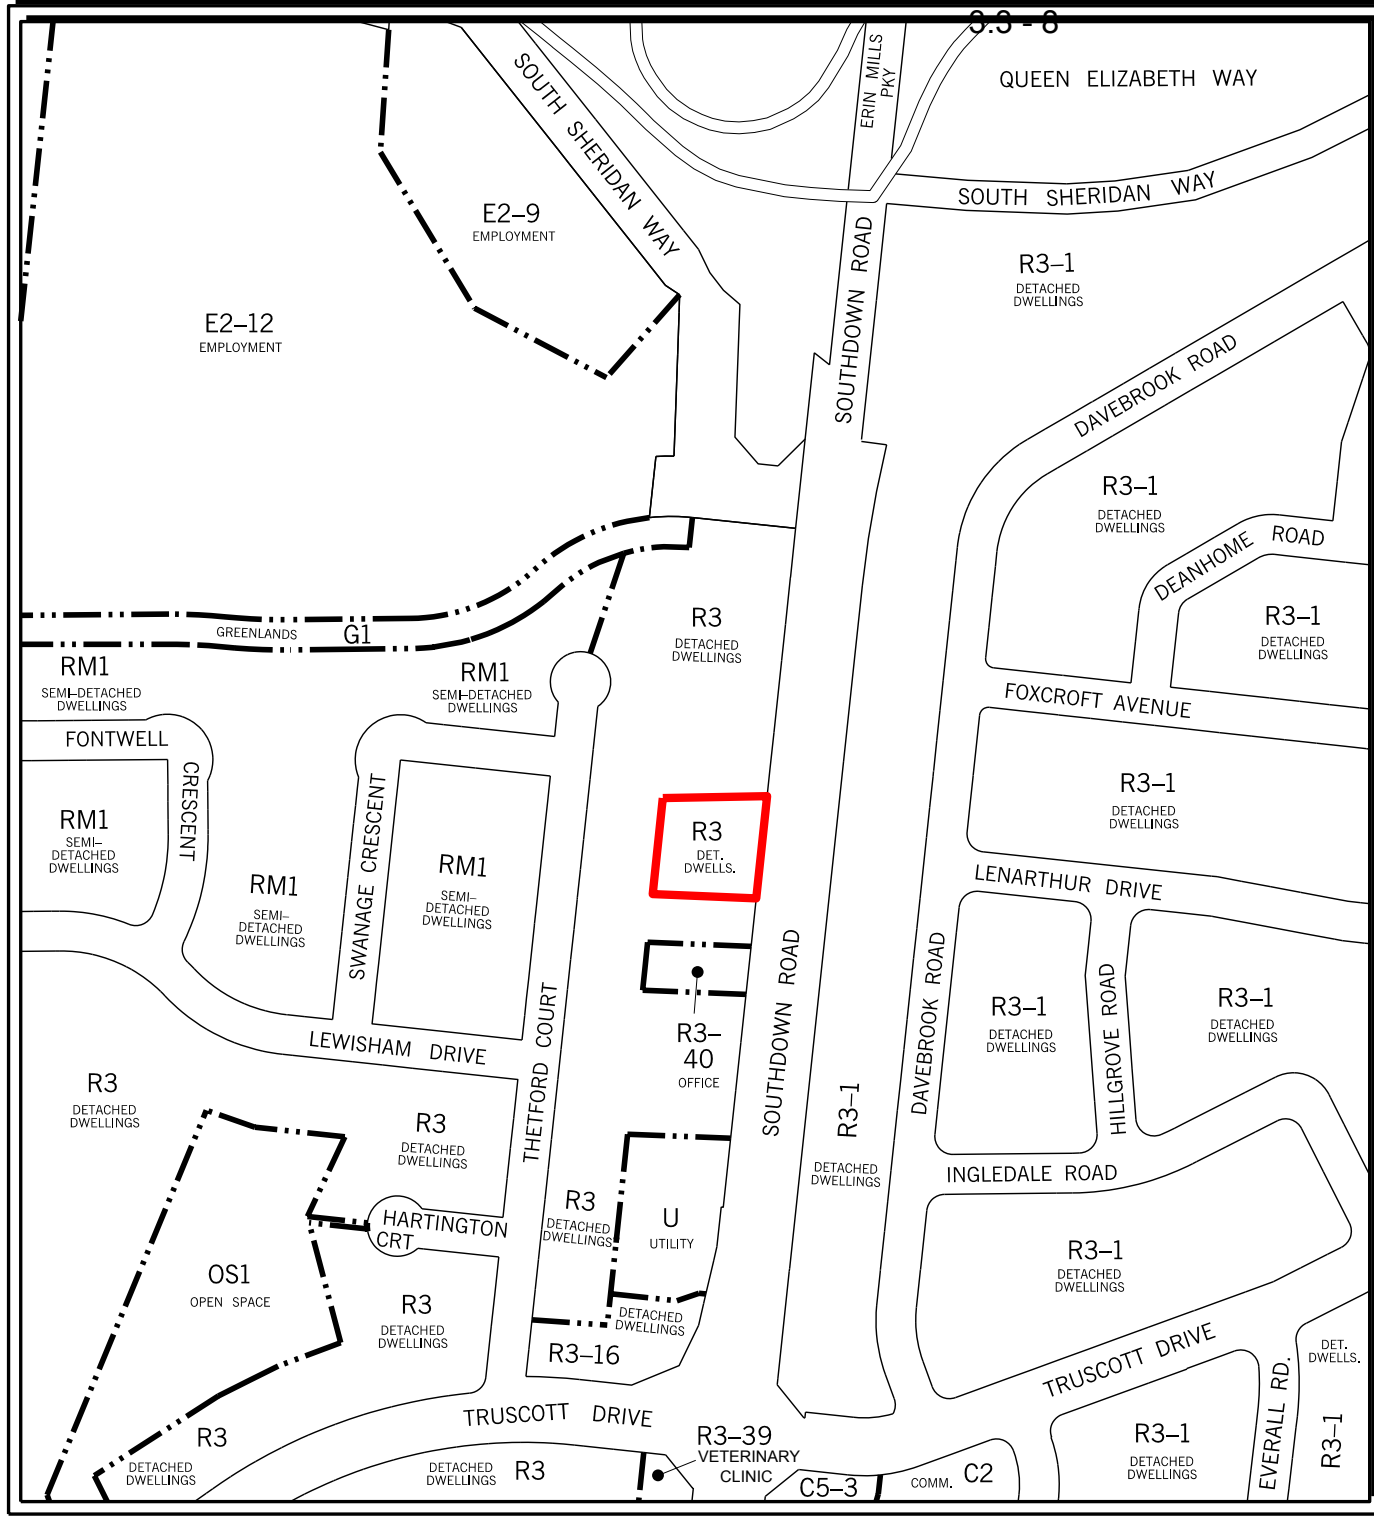 3.3 - 8
QUEEN ELIZABETH WAY
ERIN MILLS
PKY
SOUTH SHERIDAN WAY
SOUTH SHERIDAN WAY
E2–9
EMPLOYMENT
SOUTHDOWN ROAD
R3–1
DETACHED
DWELLINGS
E2–12
EMPLOYMENT
DAVEBROOK ROAD
R3–1
DETACHED
DWELLINGS
DEANHOME ROAD
R3–1
DETACHED
DWELLINGS
GREENLANDS G1
R3
DETACHED
DWELLINGS
RM1
SEMI–DETACHED
DWELLINGS
RM1
SEMI–DETACHED
DWELLINGS
FOXCROFT AVENUE
FONTWELL
CRESCENT
R3–1
DETACHED
DWELLINGS
RM1
SEMI–
DETACHED
DWELLINGS
SWANAGE CRESCENT
R3
DET.
DWELLS.
RM1
SEMI–
DETACHED
DWELLINGS
RM1
SEMI–
DETACHED
DWELLINGS
LENARTHUR DRIVE
SOUTHDOWN ROAD
DAVEBROOK ROAD
R3–1
DETACHED
DWELLINGS
HILLGROVE ROAD
R3–1
DETACHED
DWELLINGS
R3–
40
OFFICE
LEWISHAM DRIVE
THETFORD COURT
R3
DETACHED
DWELLINGS
R3
DETACHED
DWELLINGS
R3–1
DETACHED
DWELLINGS
INGLEDALE ROAD
R3
DETACHED
DWELLINGS
U
UTILITY
HARTINGTON
CRT
R3–1
DETACHED
DWELLINGS
OS1
OPEN SPACE
R3
DETACHED
DWELLINGS
DETACHED
DWELLINGS
R3–16
TRUSCOTT DRIVE
DET.
DWELLS.
R3–1
EVERALL RD.
TRUSCOTT DRIVE
R3–39
VETERINARY
CLINIC
R3–1
DETACHED
DWELLINGS
R3
DETACHED
DWELLINGS
DETACHED
DWELLINGS
R3
C5–3
COMM. C2